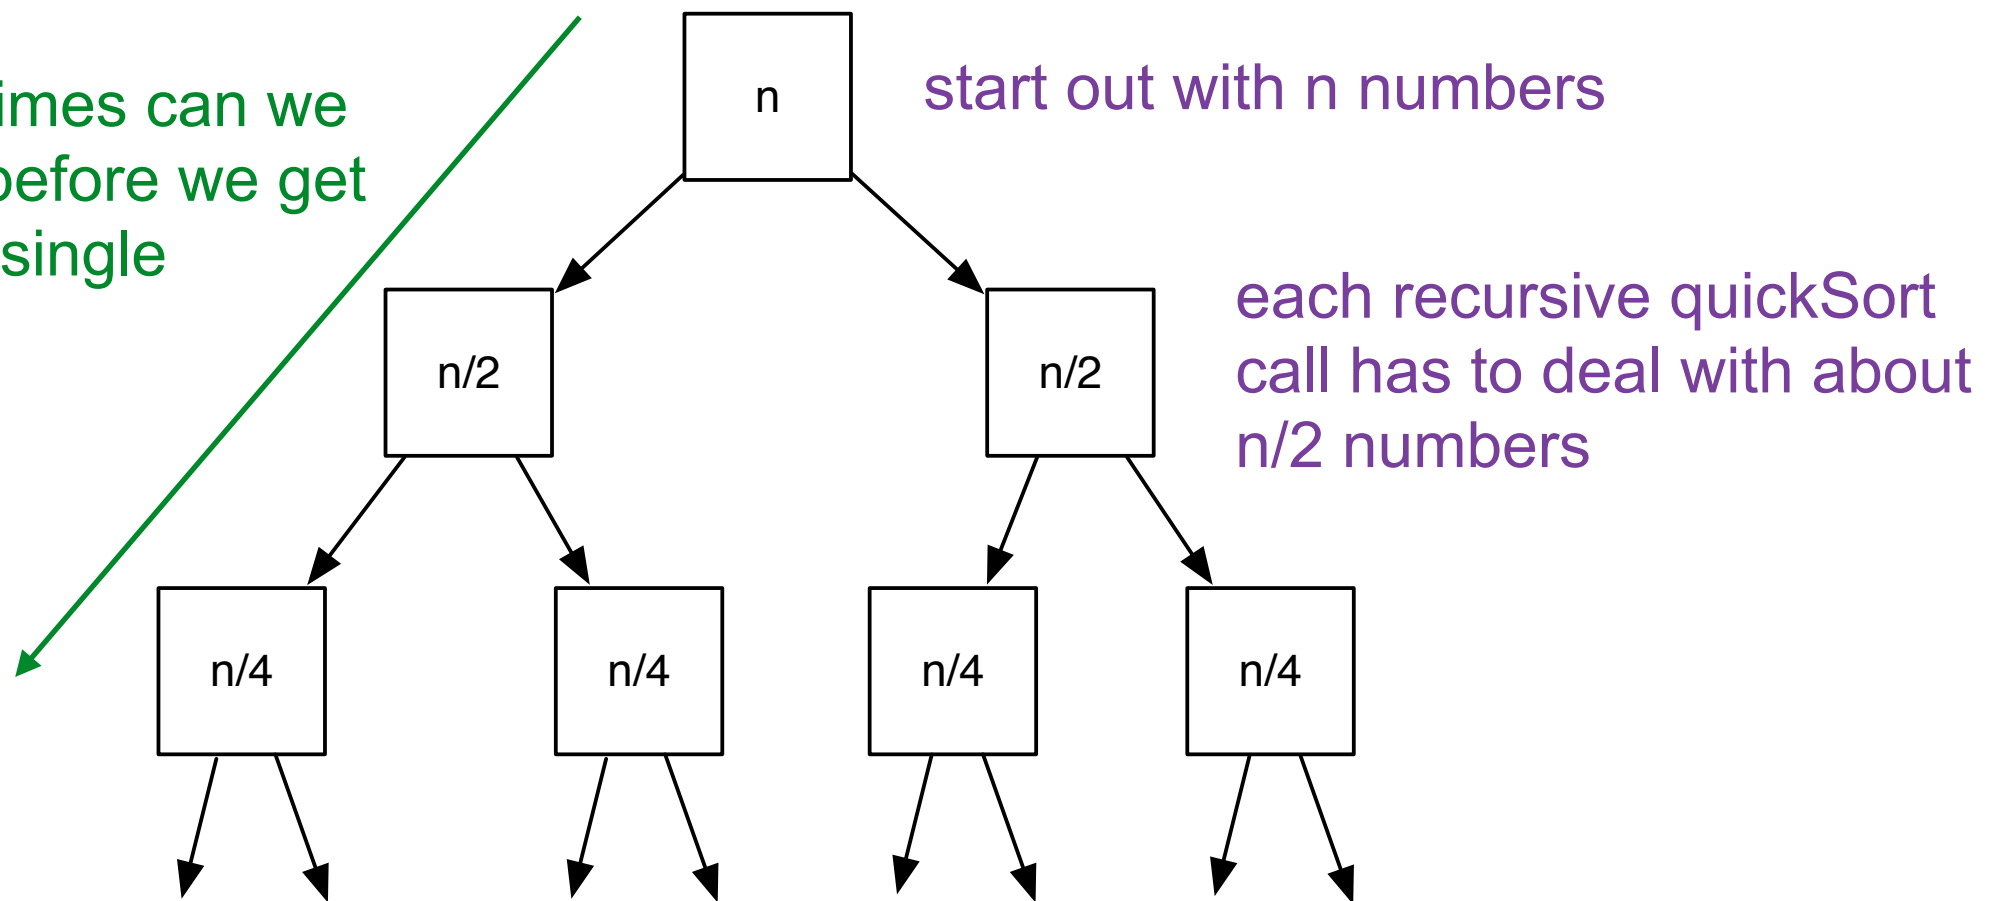 imes can we
before we get
single
n
start out with n numbers
n/2
n/2
each recursive quickSort
call has to deal with about
n/2 numbers
n/4
n/4
n/4
n/4